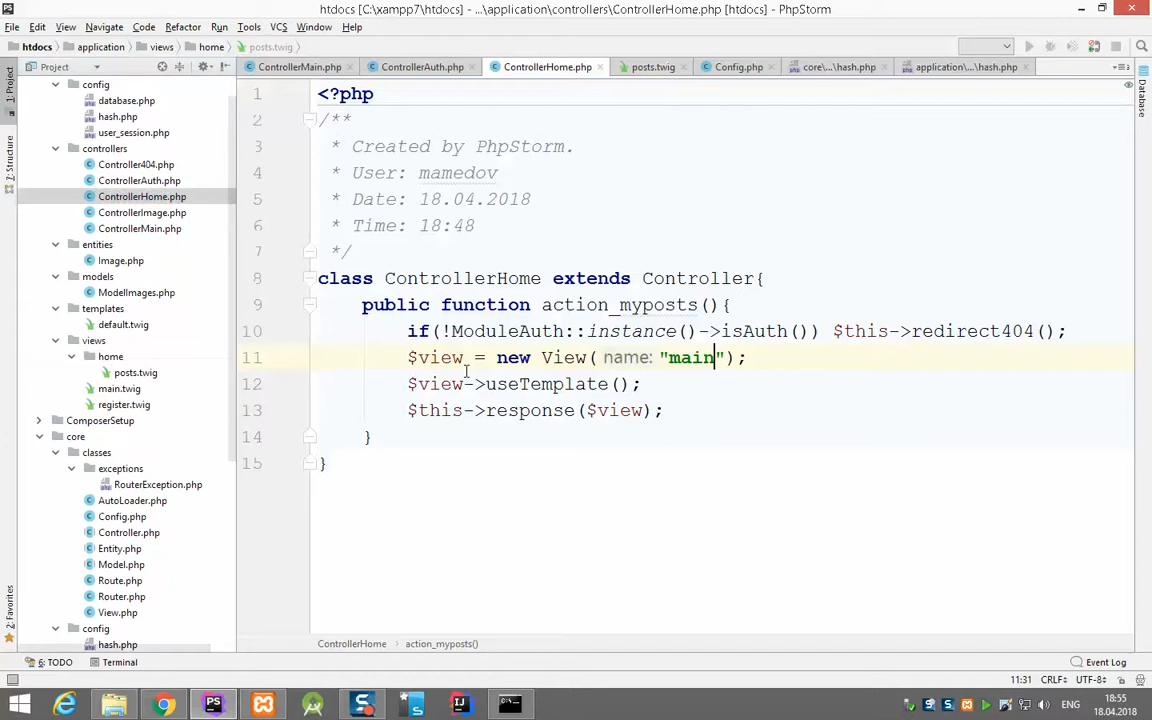 htdocs [C:\xampp7\htdocs] - ...\application\controllers\ControllerHome.php [htdocs] - PhpStorm
File Edit View Navigate Code Refactor Run Tools VCS Window Help
htdocs application views home posts.twig
Project
ControllerMain.php ControllerAuth.php ControllerHome.php posts.twig Config.php core\...\hash.php application\...\hash.php
1: Project
7: Structure
2: Favorites
Database
config
database.php
hash.php
user_session.php
controllers
Controller404.php
ControllerAuth.php
ControllerHome.php
ControllerImage.php
ControllerMain.php
entities
Image.php
models
ModelImages.php
templates
default.twig
views
home
posts.twig
main.twig
register.twig
ComposerSetup
core
classes
exceptions
RouterException.php
AutoLoader.php
Config.php
Controller.php
Entity.php
Model.php
Route.php
Router.php
View.php
config
hash.php
1 <?php
2 /**
3 * Created by PhpStorm.
4 * User: mamedov
5 * Date: 18.04.2018
6 * Time: 18:48
7 */
8 class ControllerHome extends Controller{
9 public function action_myposts(){
10 if(!ModuleAuth::instance()->isAuth()) $this->redirect404();
11 $view = new View( name: "main");
12 $view->useTemplate();
13 $this->response($view);
14 }
15 }
ControllerHome action_myposts()
6: TODO Terminal Event Log
11:31 CRLF UTF-8
ENG 18:55
18.04.2018